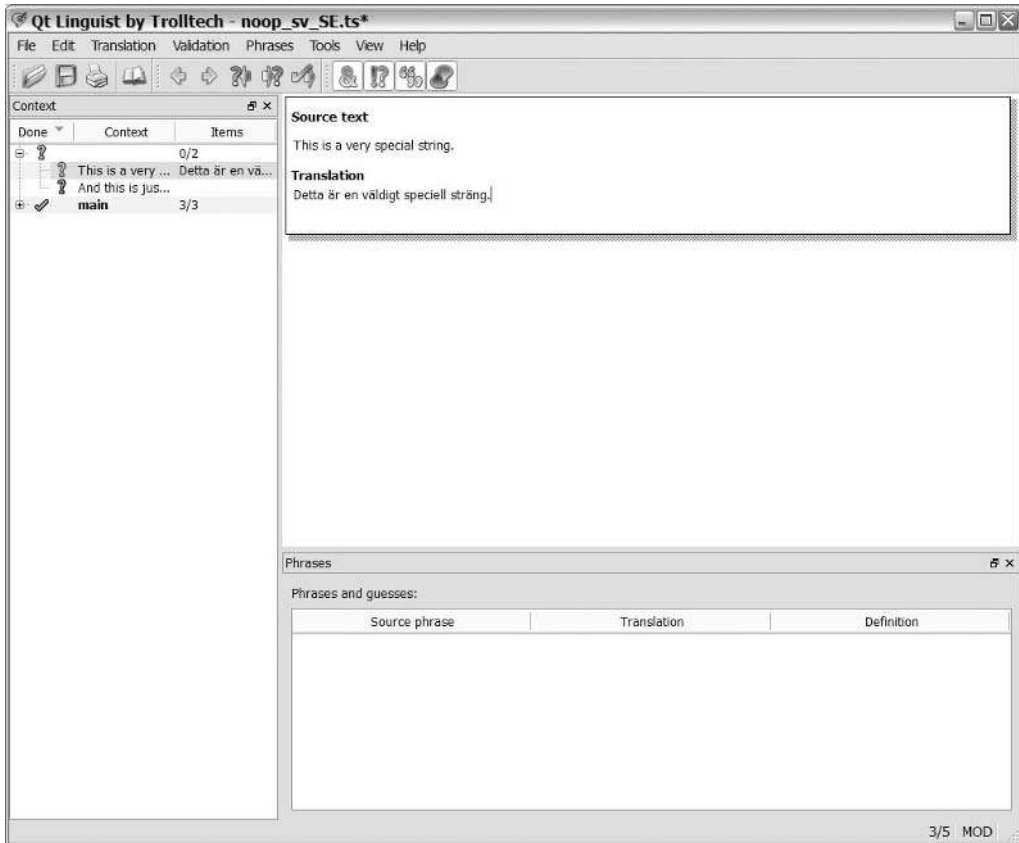 Qt Linguist by Trolltech - noop_sv_SE.ts*
File Edit Translation Validation Phrases Tools View Help
Context
Done Context Items
0/2
This is a very ... Detta är en vä...
And this is jus...
main 3/3
Source text
This is a very special string.
Translation
Detta är en väldigt speciell sträng.
Phrases
Phrases and guesses:
Source phrase Translation Definition
3/5 MOD